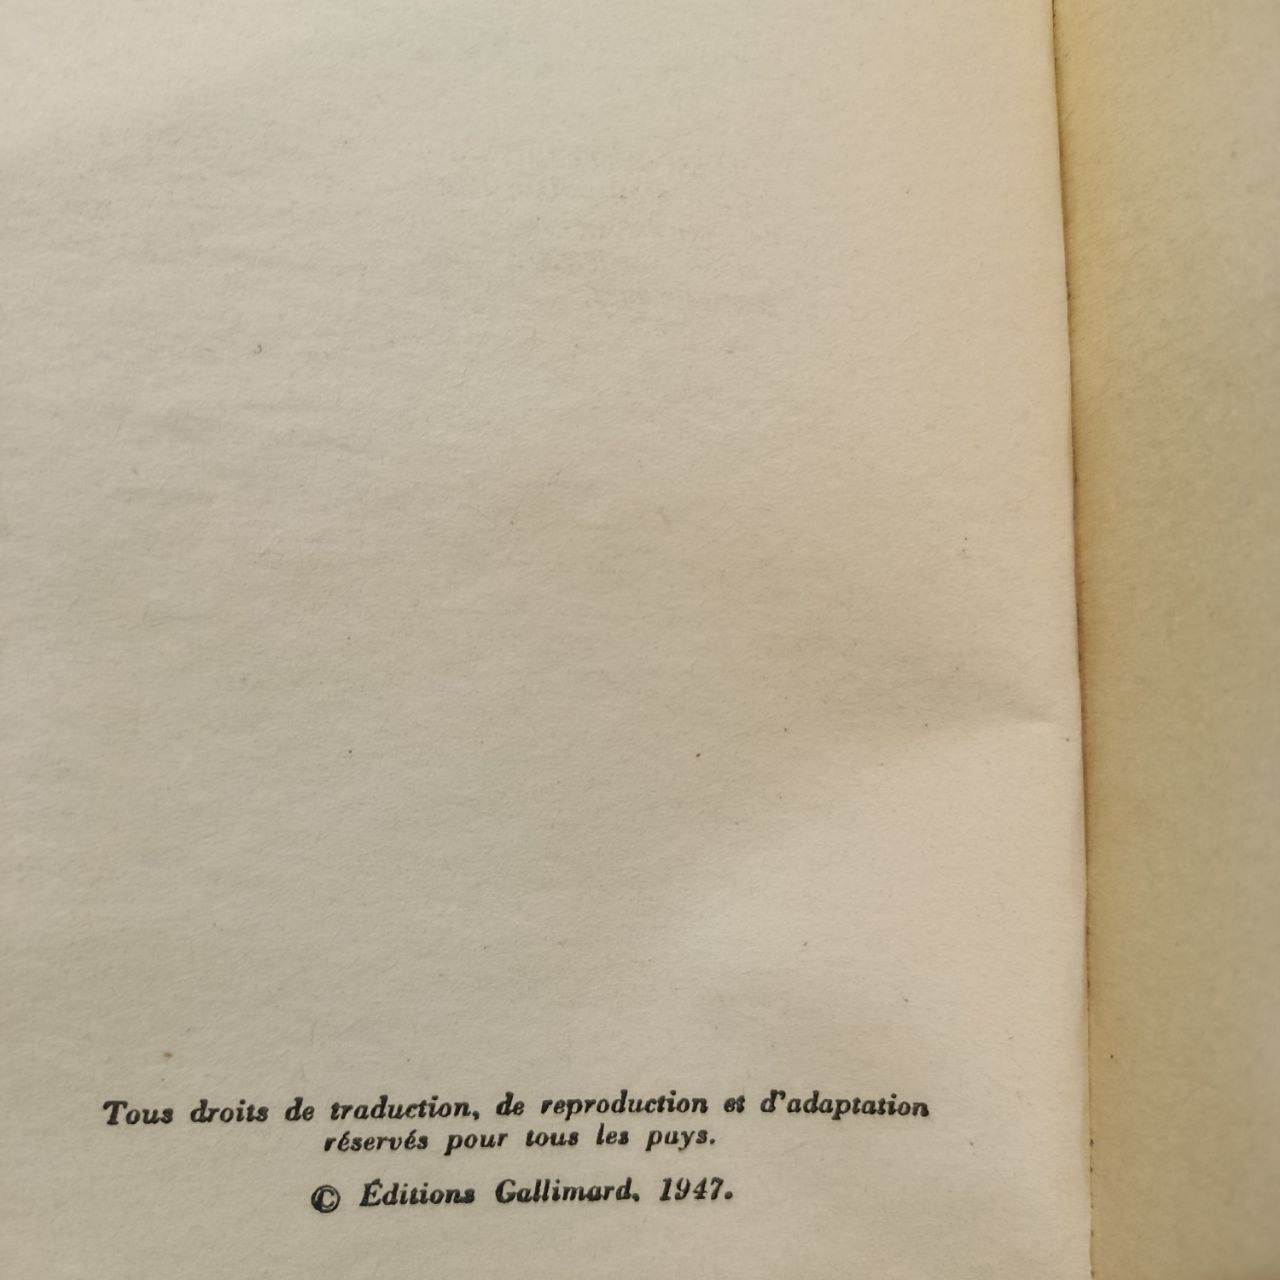 Tous droits de traduction, de reproduction et d'adaptation
réservés pour tous les pays.
© Éditions Gallimard, 1947.